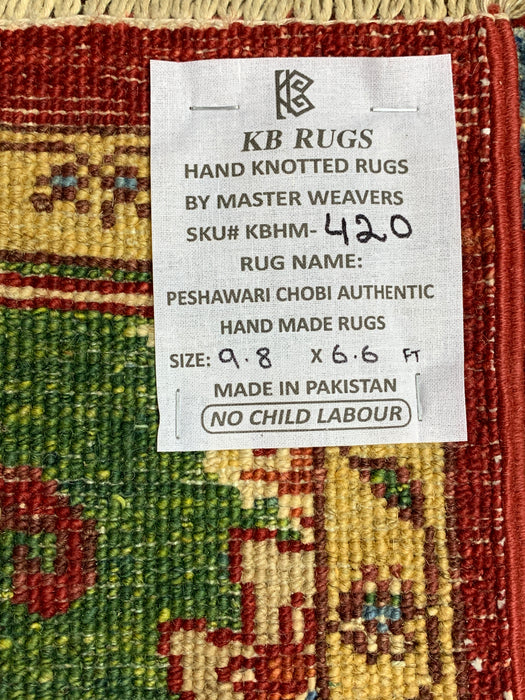 KB
KB RUGS
HAND KNOTTED RUGS
BY MASTER WEAVERS
SKU# KBHM-420
RUG NAME:
PESHAWARI CHOBI AUTHENTIC
HAND MADE RUGS
SIZE: 9.8 X 6.6 FT
MADE IN PAKISTAN
NO CHILD LABOUR